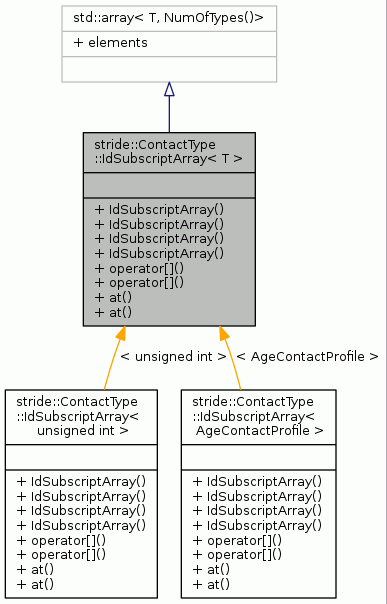 std::array< T, NumOfTypes()>
+ elements
stride::ContactType
::IdSubscriptArray< T >
+ IdSubscriptArray()
+ IdSubscriptArray()
+ IdSubscriptArray()
+ IdSubscriptArray()
+ operator[]()
+ operator[]()
+ at()
+ at()
< unsigned int >
< AgeContactProfile >
stride::ContactType
::IdSubscriptArray<
unsigned int >
+ IdSubscriptArray()
+ IdSubscriptArray()
+ IdSubscriptArray()
+ IdSubscriptArray()
+ operator[]()
+ operator[]()
+ at()
+ at()
stride::ContactType
::IdSubscriptArray<
AgeContactProfile >
+ IdSubscriptArray()
+ IdSubscriptArray()
+ IdSubscriptArray()
+ IdSubscriptArray()
+ operator[]()
+ operator[]()
+ at()
+ at()